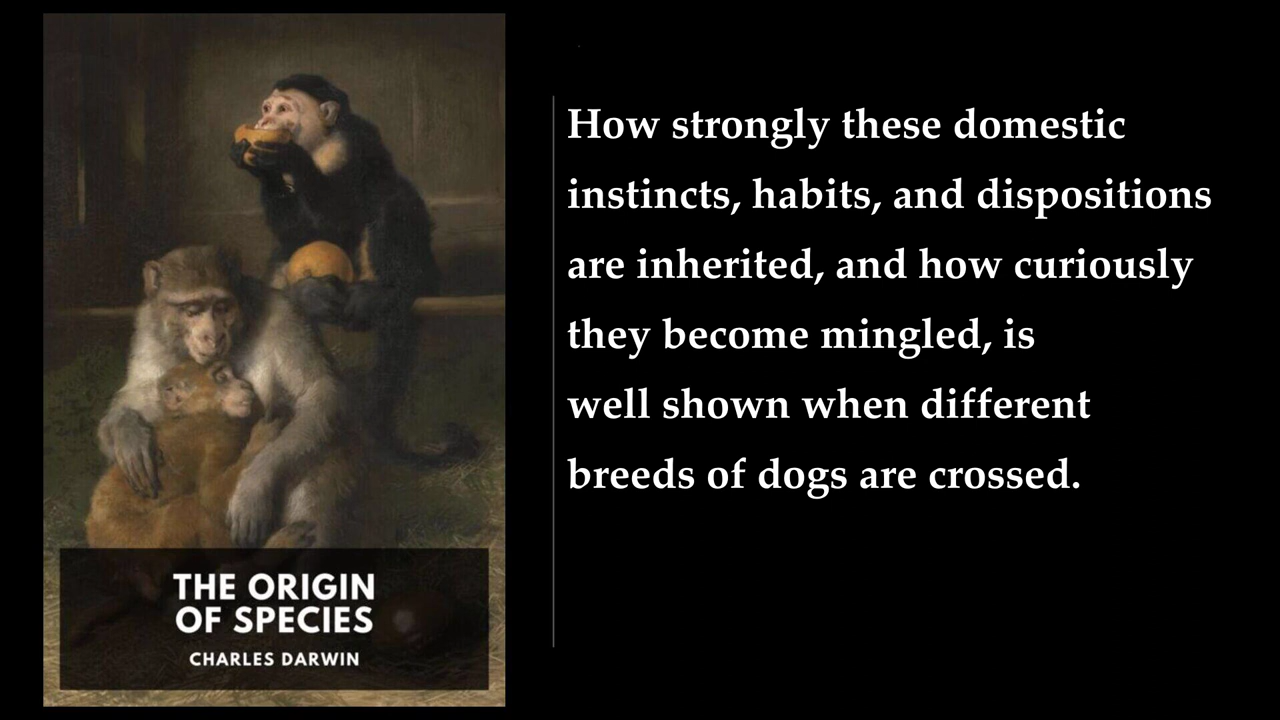 How strongly these domestic
instincts, habits, and dispositions
are inherited, and how curiously
they become mingled, is
well shown when different
breeds of dogs are crossed.
THE ORIGIN
OF SPECIES
CHARLES DARWIN